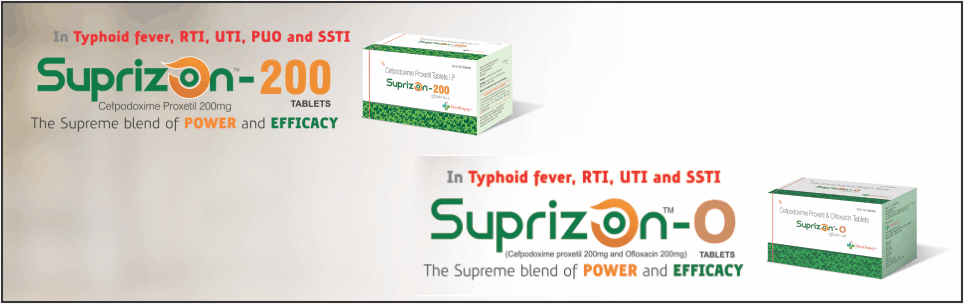 In Typhoid fever, RTI, UTI, PUO and SSTI
Suprizon™-200
Cefpodoxime Proxetil 200mg
TABLETS
The Supreme blend of POWER and EFFICACY
Cefpodoxime Proxetil Tablets I.P
Suprizon-200
In Typhoid fever, RTI, UTI and SSTI
Suprizon™-O
(Cefpodoxime proxetil 200mg and Ofloxacin 200mg)
TABLETS
The Supreme blend of POWER and EFFICACY
Cefpodoxime Proxetil & Ofloxacin Tablets
Suprizon-O